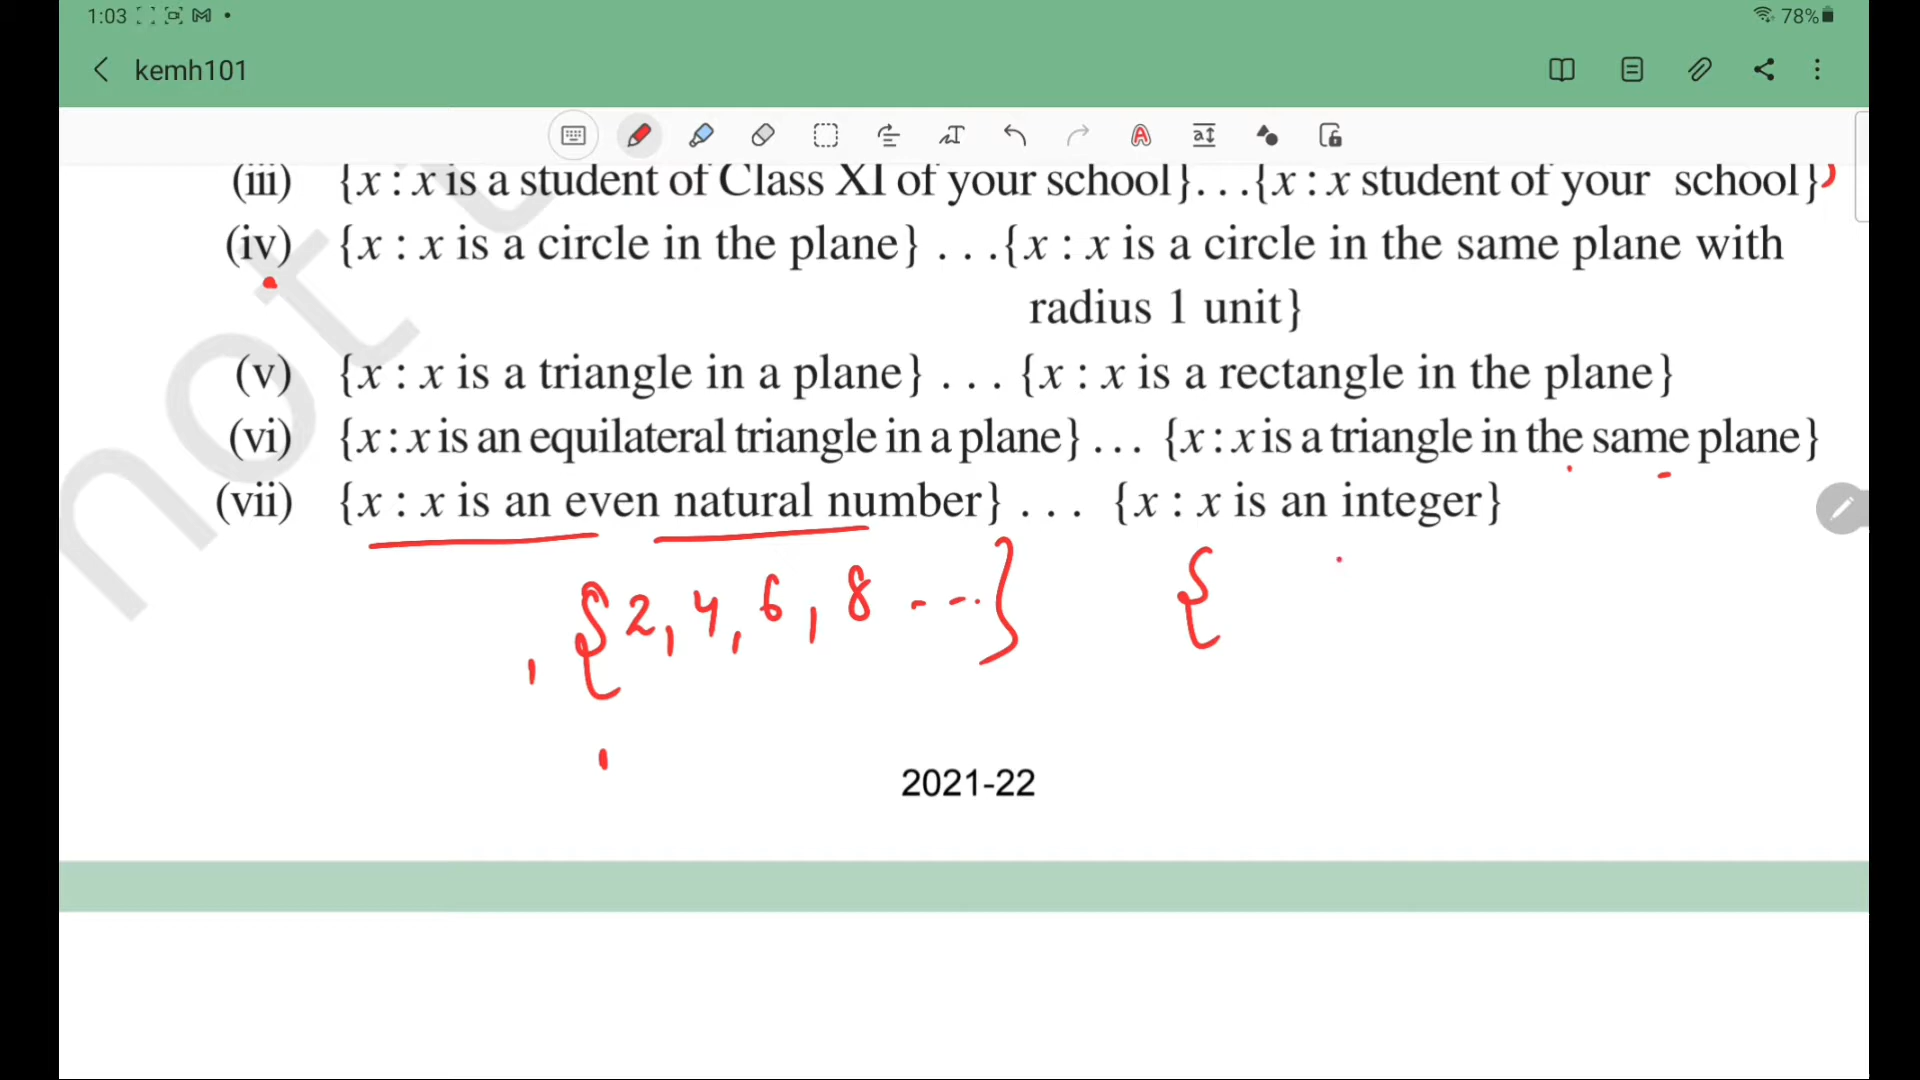 1:03 78%
kemh101
(iii) {x : x is a student of Class XI of your school}. . .{x : x student of your school}
(iv) {x : x is a circle in the plane} . . .{x : x is a circle in the same plane with
radius 1 unit}
(v) {x : x is a triangle in a plane} . . . {x : x is a rectangle in the plane}
(vi) {x : x is an equilateral triangle in a plane} . . . {x : x is a triangle in the same plane}
(vii) {x : x is an even natural number} . . . {x : x is an integer}
{2, 4, 6, 8 - - -} {
2021-22
not t